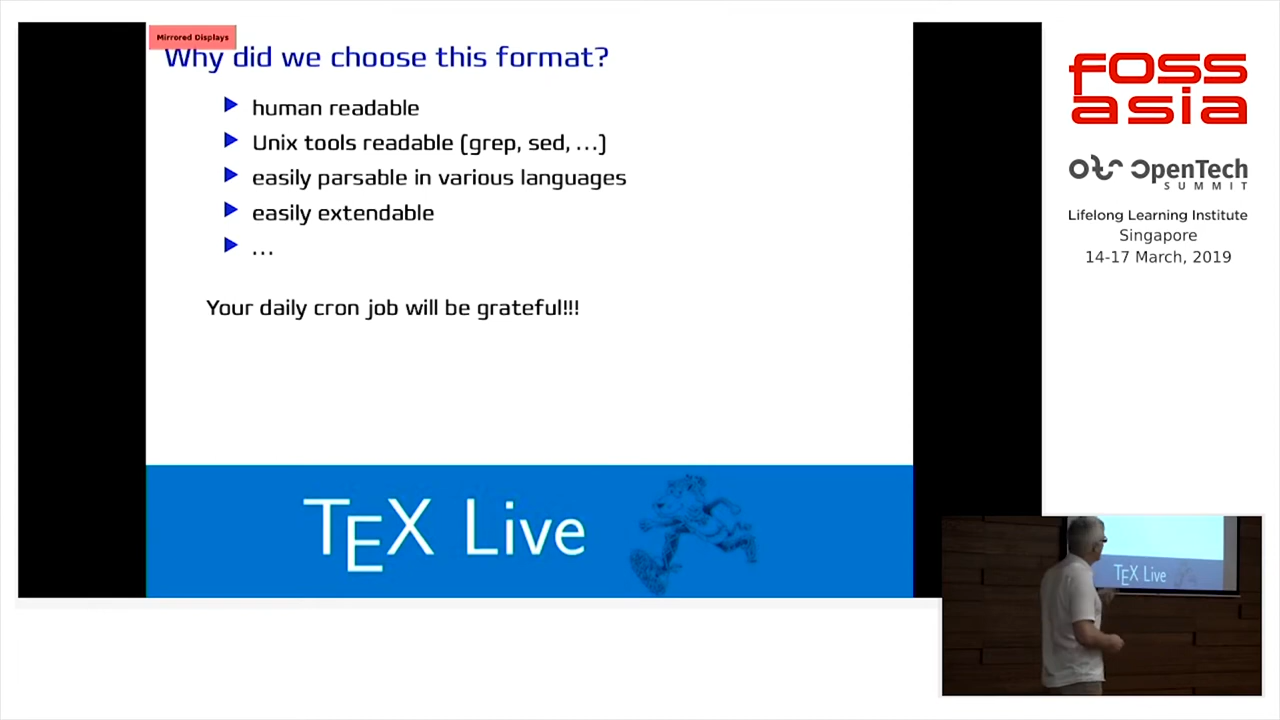 Mirrored Displays
Why did we choose this format?
human readable
Unix tools readable (grep, sed, …)
easily parsable in various languages
easily extendable
…
Your daily cron job will be grateful!!!
TEX Live
fOSS
asia
OpenTech
SUMMIT
Lifelong Learning Institute
Singapore
14-17 March, 2019
TEX Live